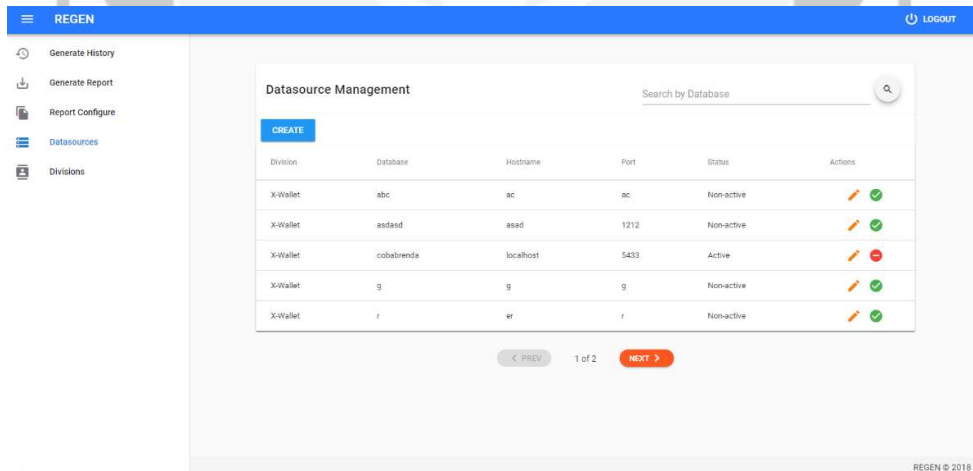 REGEN LOGOUT
Generate History
Generate Report
Report Configure
Datasources
Divisions
Datasource Management Search by Database
CREATE
Division Database Hostname Port Status Actions
X-Wallet abc ac ac Non-active
X-Wallet asdasd asad 1212 Non-active
X-Wallet cobabrenda localhost 5433 Active
X-Wallet g g g Non-active
X-Wallet r er r Non-active
< PREV 1 of 2 NEXT >
REGEN © 2018